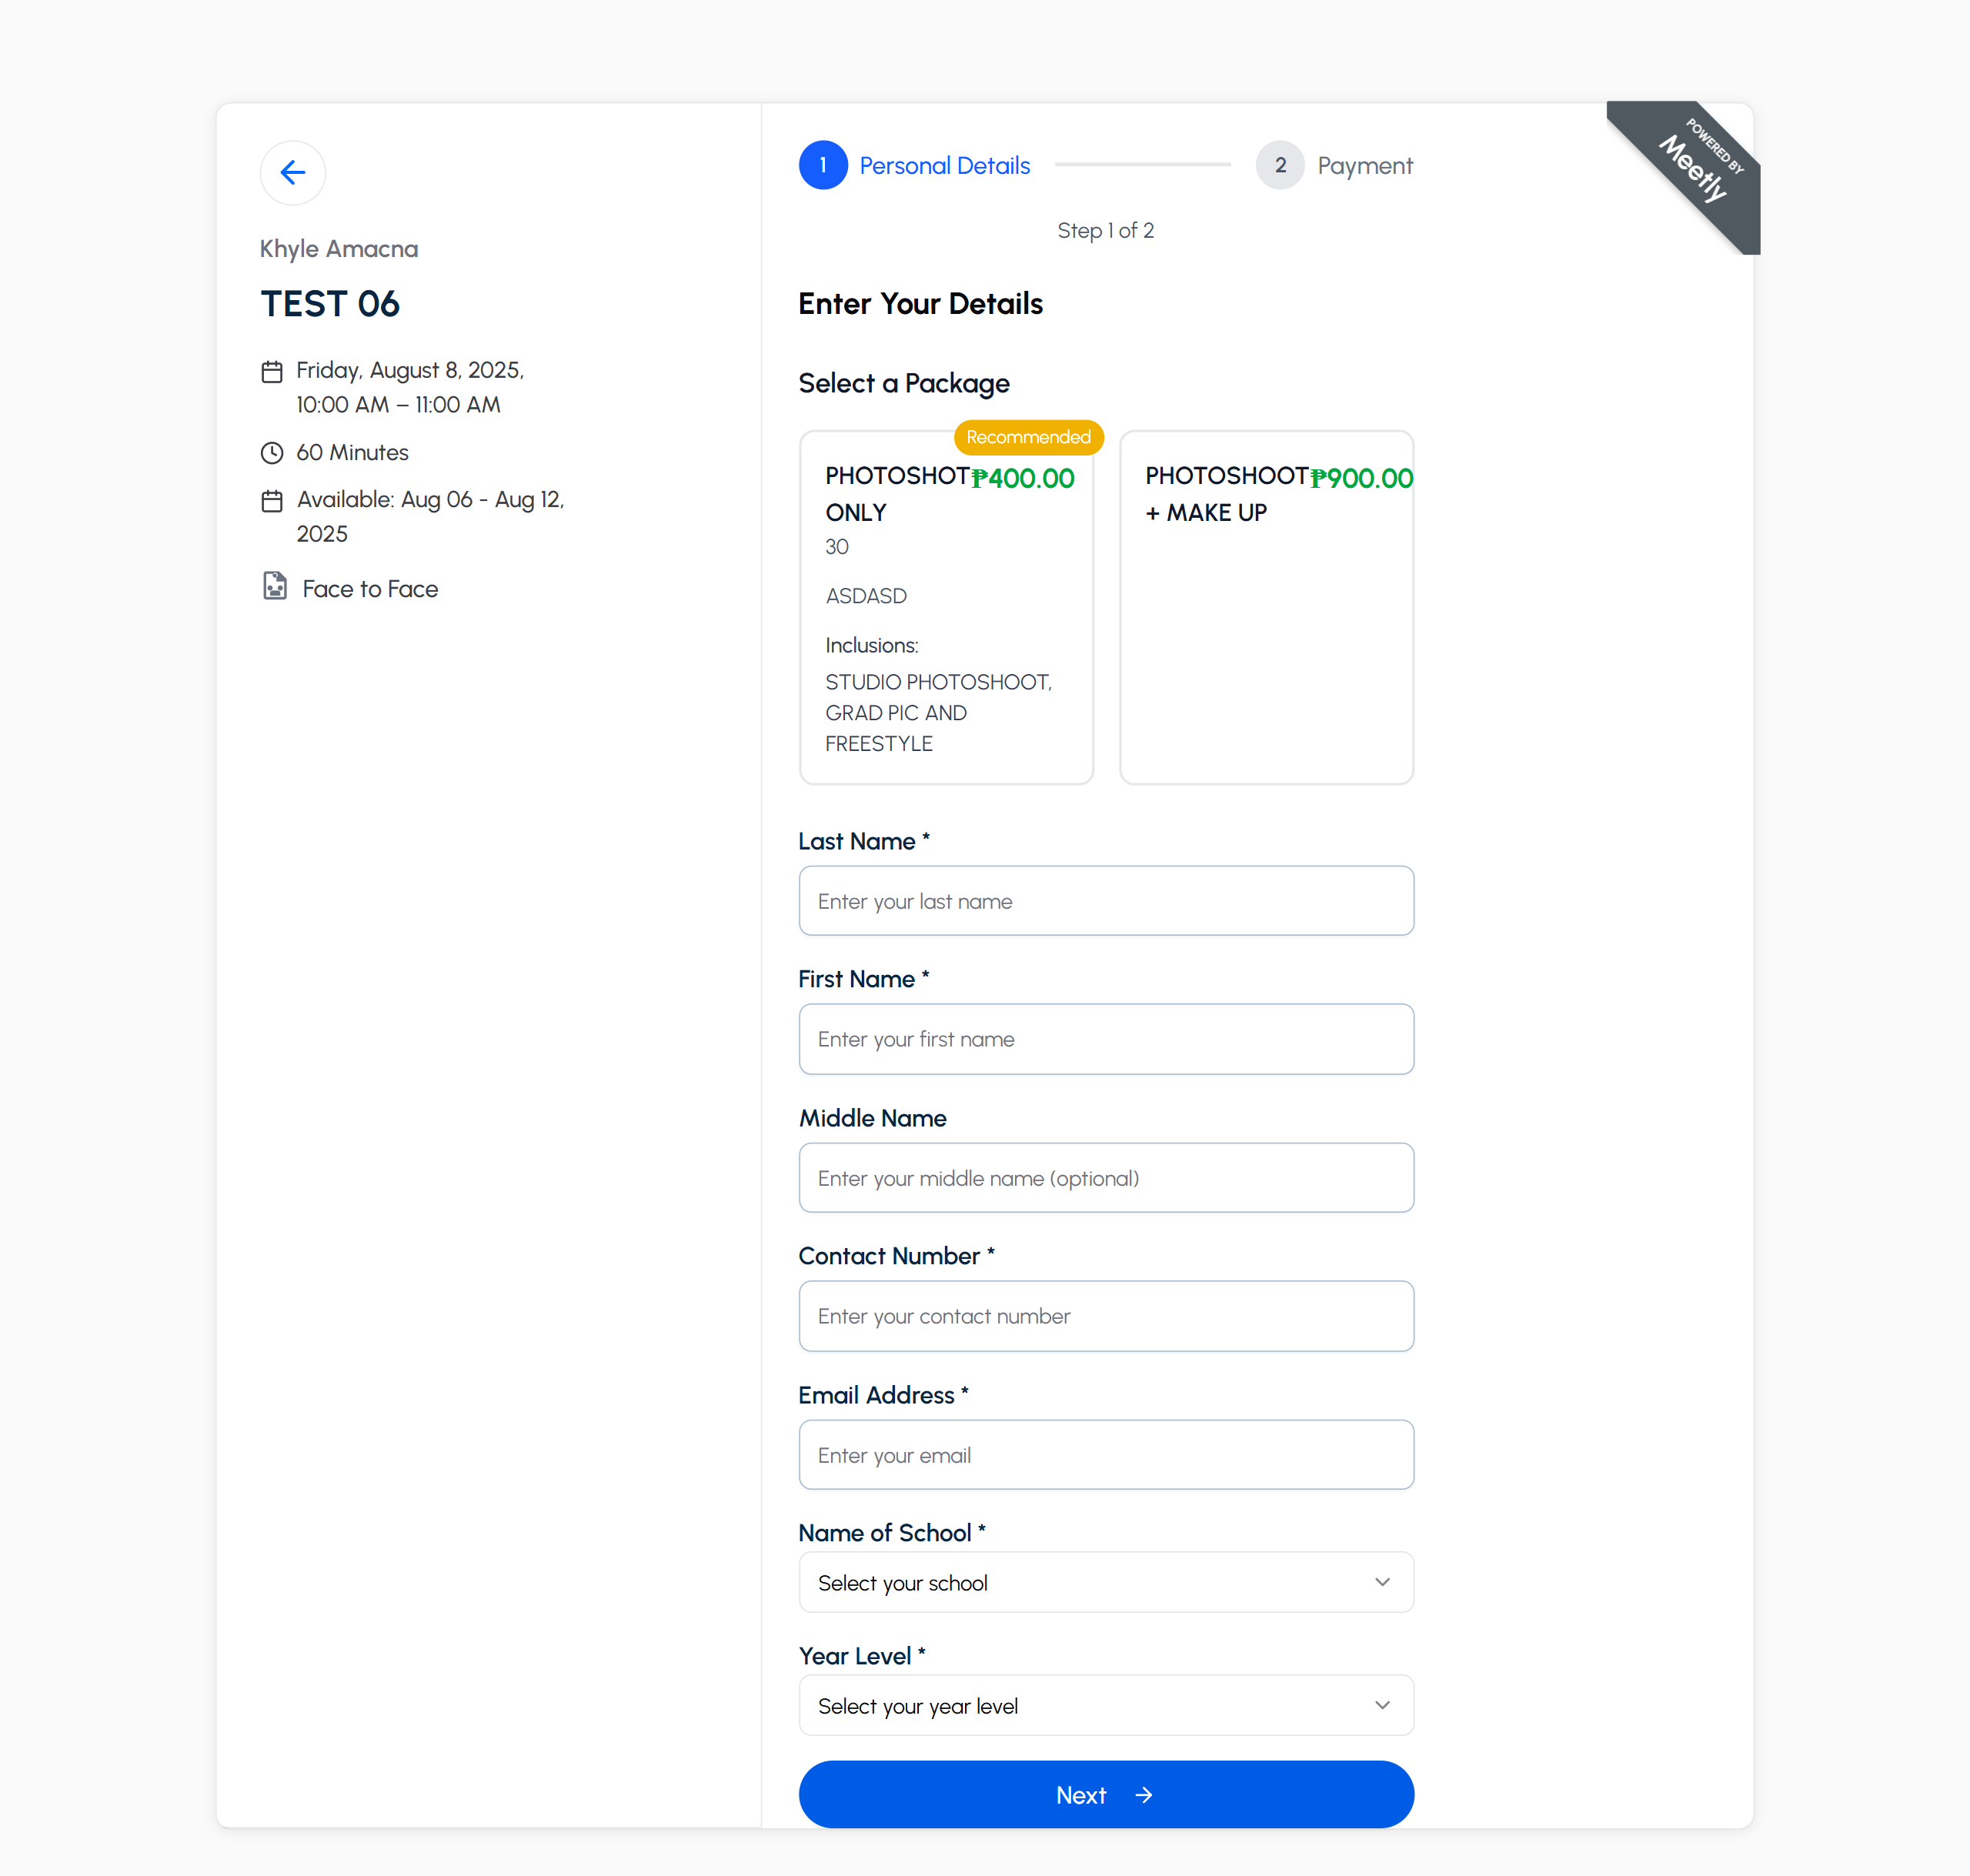 Khyle Amacna
TEST 06
Friday, August 8, 2025,
10:00 AM – 11:00 AM
60 Minutes
Available: Aug 06 - Aug 12,
2025
Face to Face
1 Personal Details
2 Payment
POWERED BY
Meetly
Step 1 of 2
Enter Your Details
Select a Package
Recommended
PHOTOSHOT ₱400.00
ONLY
30
ASDASD
Inclusions:
STUDIO PHOTOSHOOT,
GRAD PIC AND
FREESTYLE
PHOTOSHOOT ₱900.00
+ MAKE UP
Last Name *
Enter your last name
First Name *
Enter your first name
Middle Name
Enter your middle name (optional)
Contact Number *
Enter your contact number
Email Address *
Enter your email
Name of School *
Select your school
Year Level *
Select your year level
Next →